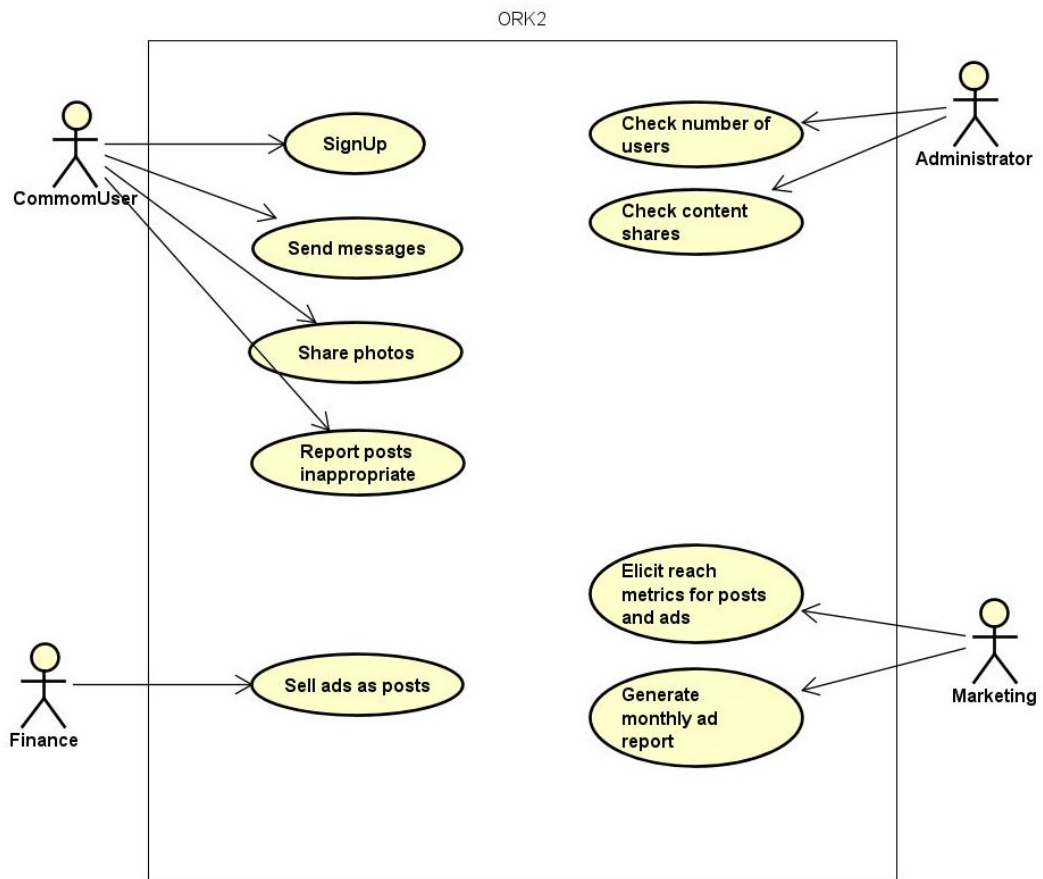 ORK2
CommomUser
SignUp
Send messages
Share photos
Report posts
inappropriate
Finance
Sell ads as posts
Check number of
users
Check content
shares
Administrator
Elicit reach
metrics for posts
and ads
Generate
monthly ad
report
Marketing